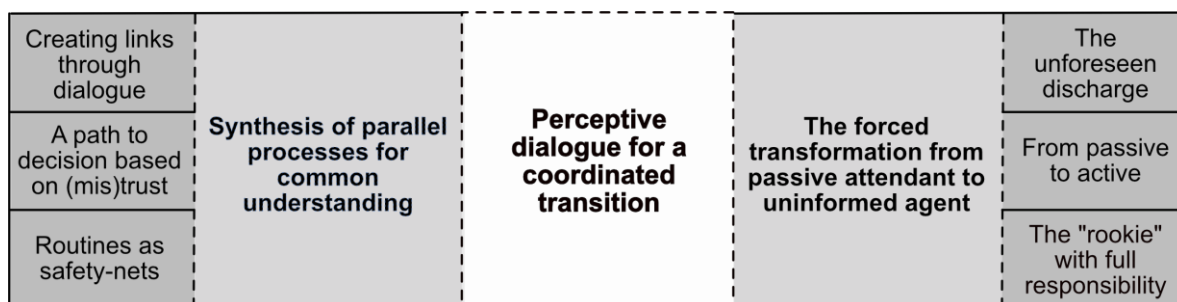 Creating links
through
dialogue
A path to
decision based
on (mis)trust
Routines as
safety-nets
Synthesis of parallel
processes for
common
understanding
Perceptive
dialogue for a
coordinated
transition
The forced
transformation from
passive attendant to
uninformed agent
The
unforeseen
discharge
From passive
to active
The "rookie"
with full
responsibility